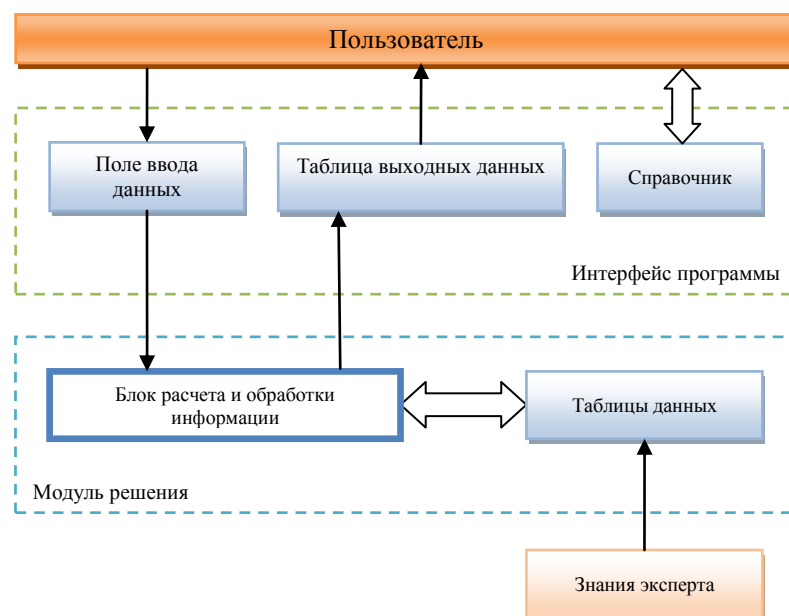 Пользователь
Поле ввода
данных
Таблица выходных данных
Справочник
Интерфейс программы
Блок расчета и обработки
информации
Таблицы данных
Модуль решения
Знания эксперта